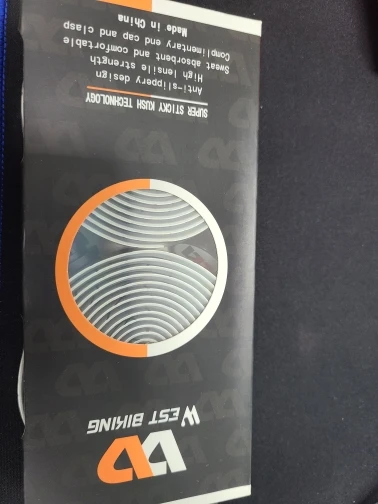 WEST BIKING
SUPER STICKY KUSH TECHNOLOGY
Anti-slippery design
High tensile strength
Sweat absorbent and comfortable
Complimentary end cap and clasp
Made in China